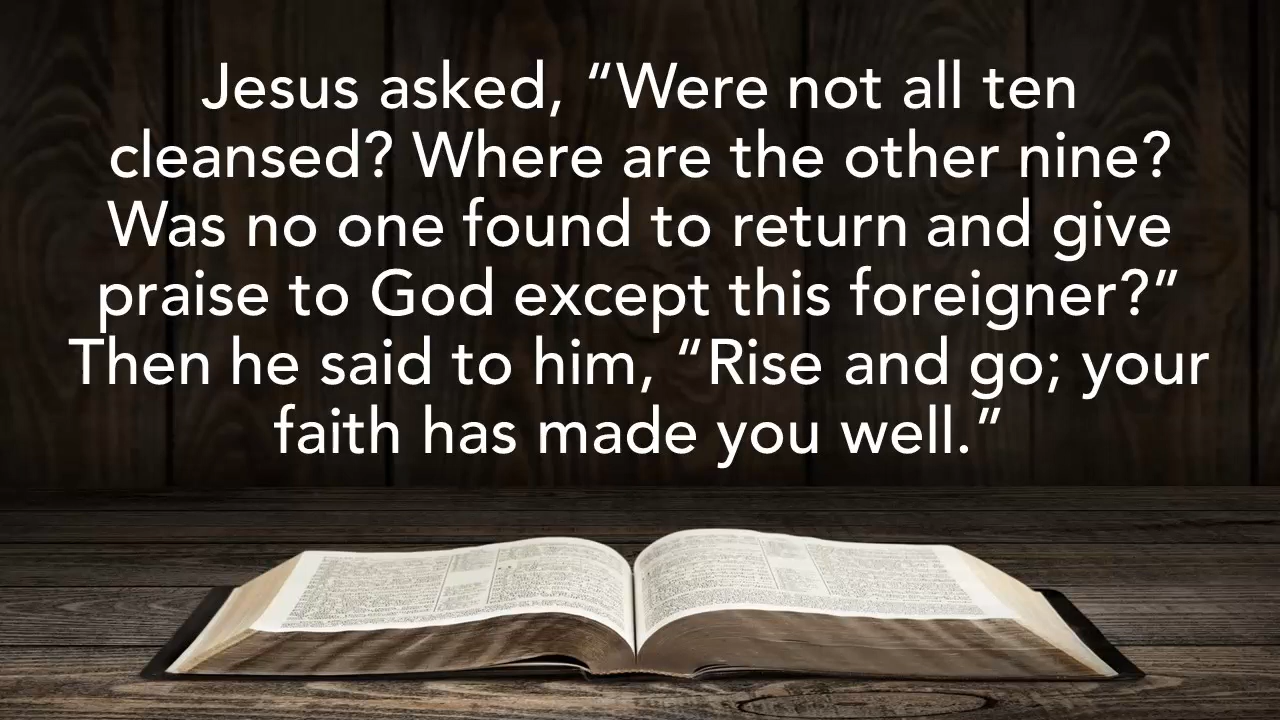 Jesus asked, “Were not all ten
cleansed? Where are the other nine?
Was no one found to return and give
praise to God except this foreigner?”
Then he said to him, “Rise and go; your
faith has made you well.”